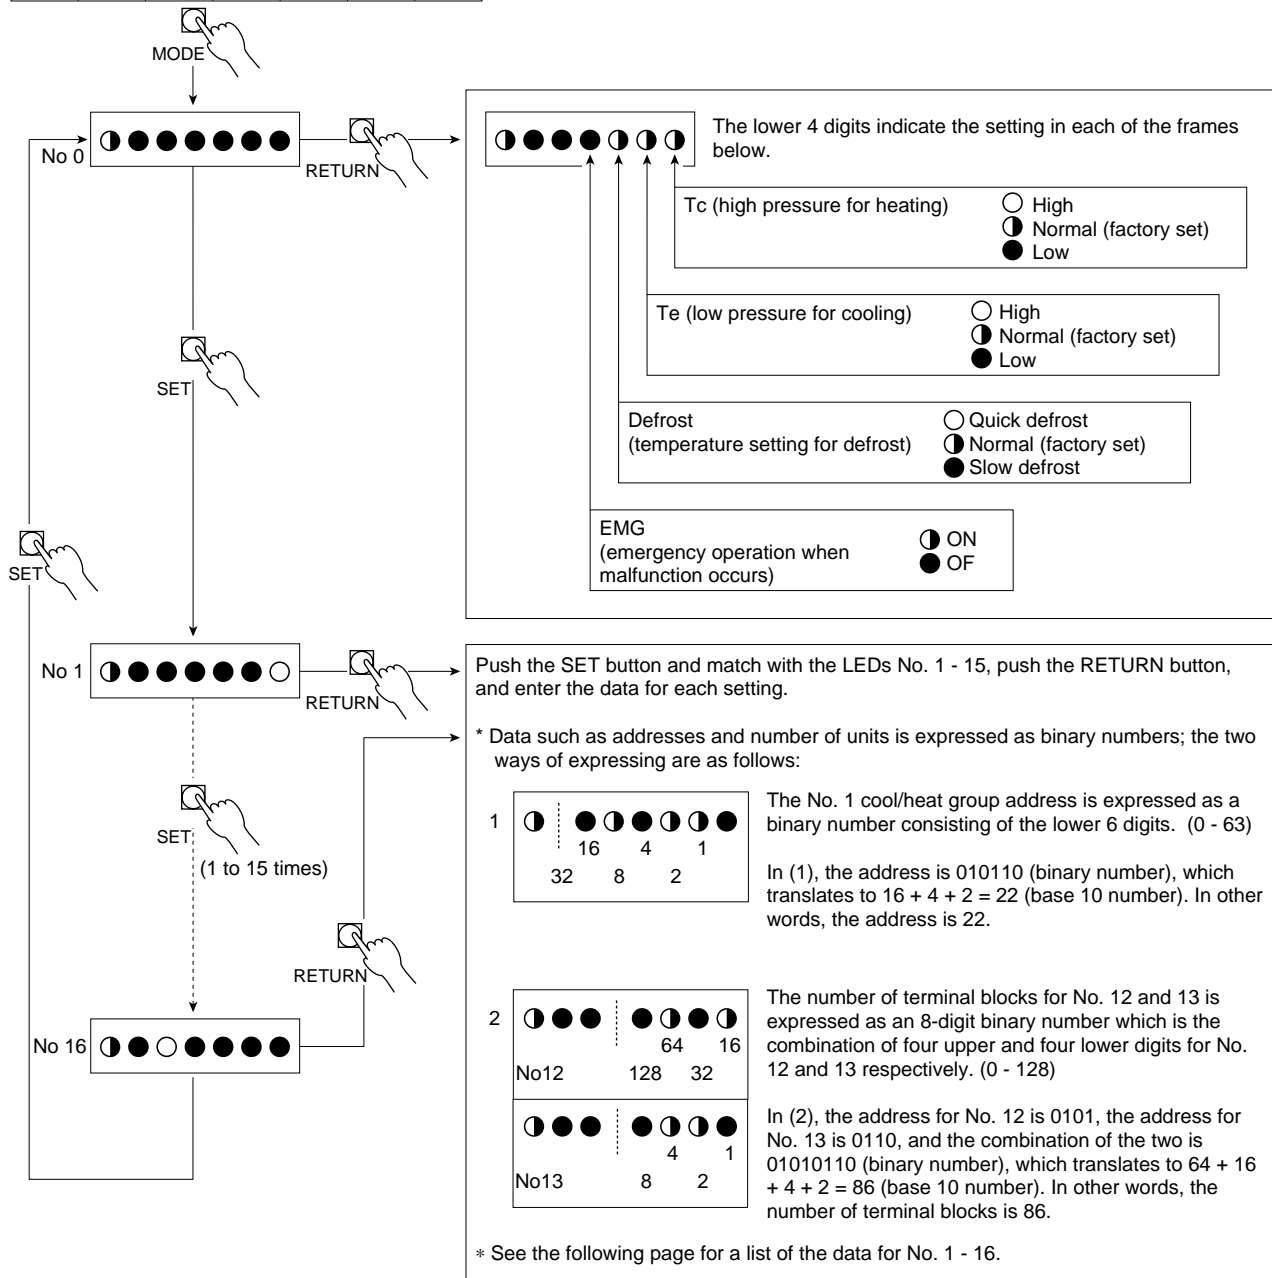 MODE
No 0
RETURN
The lower 4 digits indicate the setting in each of the frames
below.
Tc (high pressure for heating)
High
Normal (factory set)
Low
Te (low pressure for cooling)
High
Normal (factory set)
Low
SET
Defrost
(temperature setting for defrost)
Quick defrost
Normal (factory set)
Slow defrost
EMG
(emergency operation when
malfunction occurs)
ON
OF
SET
No 1
RETURN
Push the SET button and match with the LEDs No. 1 - 15, push the RETURN button,
and enter the data for each setting.
* Data such as addresses and number of units is expressed as binary numbers; the two
ways of expressing are as follows:
SET
(1 to 15 times)
1
16 4 1
32 8 2
The No. 1 cool/heat group address is expressed as a
binary number consisting of the lower 6 digits. (0 - 63)
In (1), the address is 010110 (binary number), which
translates to 16 + 4 + 2 = 22 (base 10 number). In other
words, the address is 22.
RETURN
No 16
2
64 16
No12 128 32
The number of terminal blocks for No. 12 and 13 is
expressed as an 8-digit binary number which is the
combination of four upper and four lower digits for No.
12 and 13 respectively. (0 - 128)
4 1
No13 8 2
In (2), the address for No. 12 is 0101, the address for
No. 13 is 0110, and the combination of the two is
01010110 (binary number), which translates to 64 + 16
+ 4 + 2 = 86 (base 10 number). In other words, the
number of terminal blocks is 86.
* See the following page for a list of the data for No. 1 - 16.